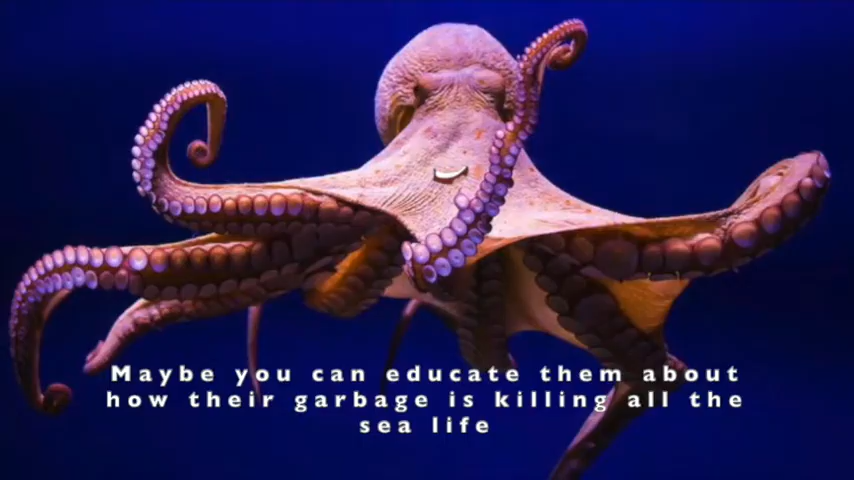 Maybe you can educate them about
how their garbage is killing all the
sea life